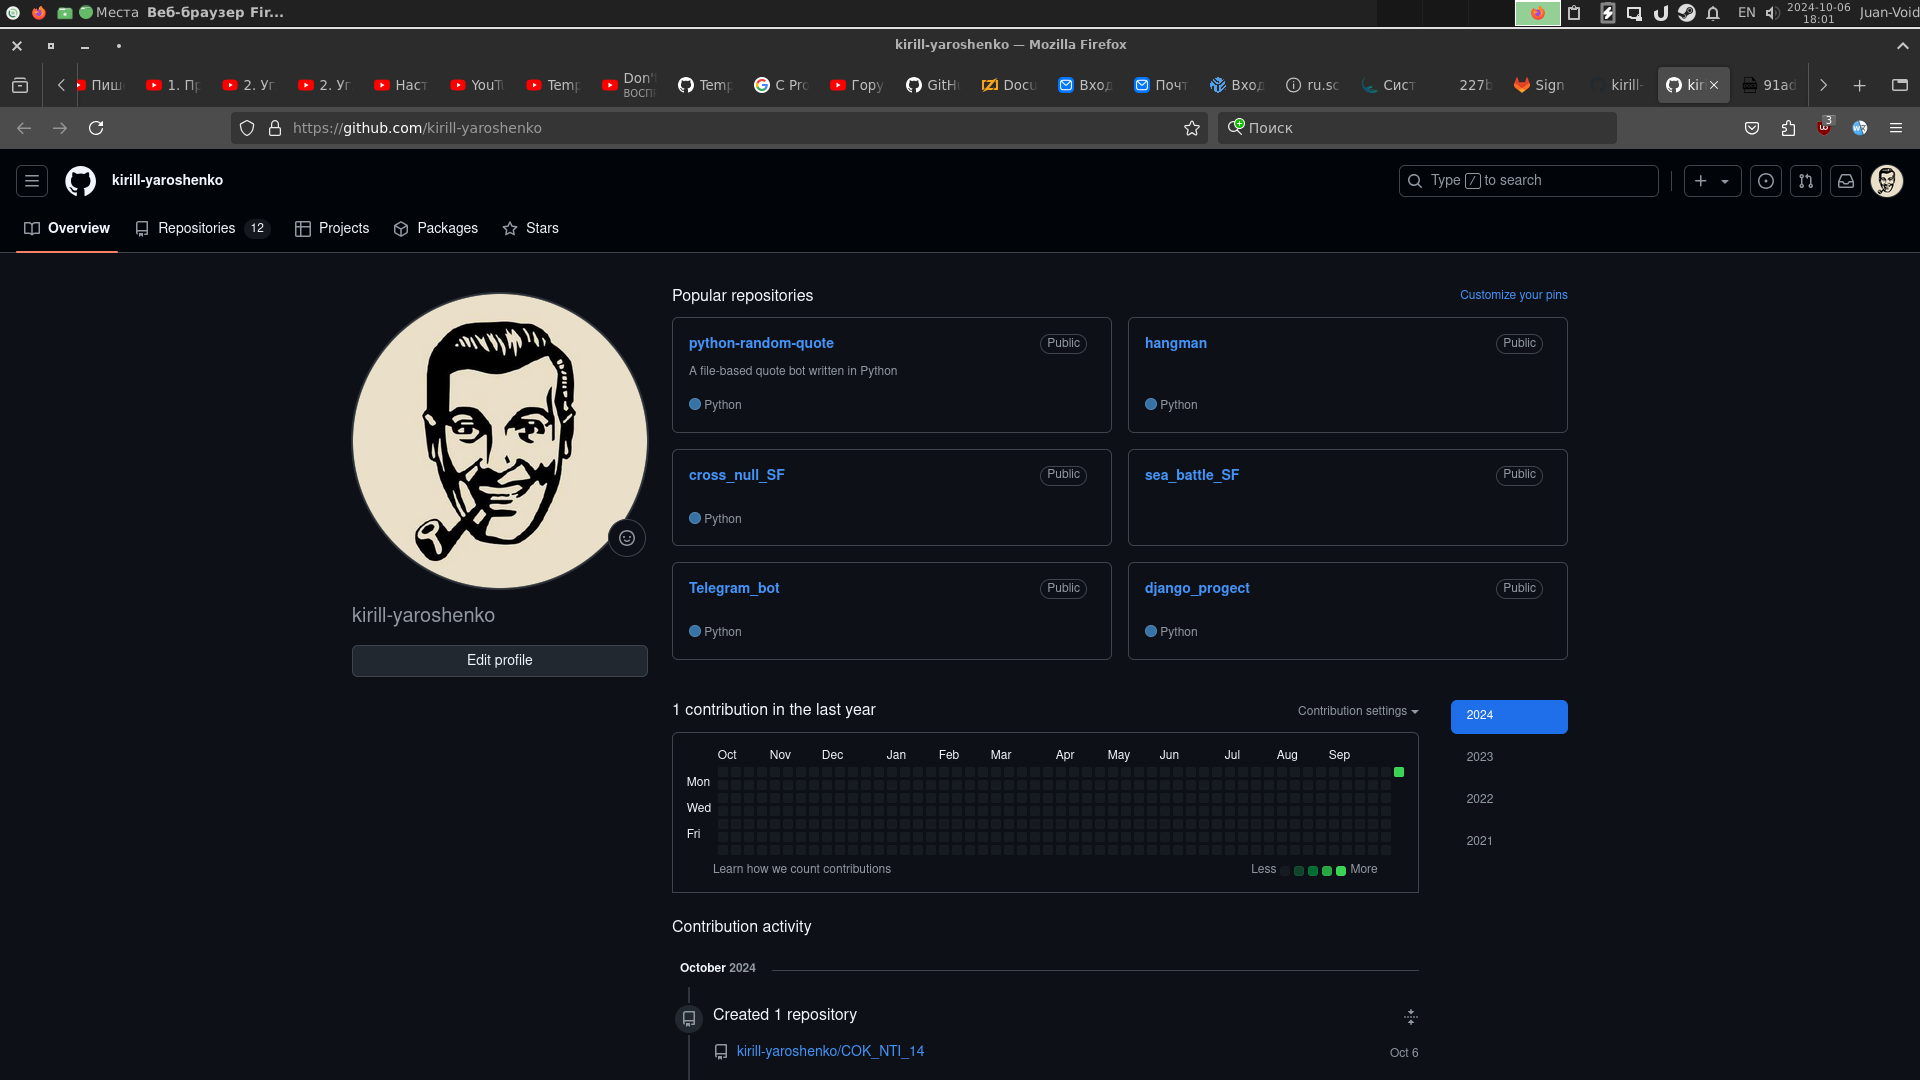 Места Веб-браузер Fir...
EN
2024-10-06
18:01
Juan-Void
kirill-yaroshenko — Mozilla Firefox
Пиш
1. П
2. Уг
2. Уг
Наст
YouT
Temp
Don'
ВОСП
Temp
C Pro
Гору
GitH
Docu
Вход
Почт
Вход
ru.sc
Сист
227b
Sign
kirill-
kir
91ad
https://github.com/kirill-yaroshenko
Поиск
3
kirill-yaroshenko
Type / to search
Overview
Repositories 12
Projects
Packages
Stars
Popular repositories
Customize your pins
python-random-quote Public
A file-based quote bot written in Python
Python
hangman Public
Python
cross_null_SF Public
Python
sea_battle_SF Public
Telegram_bot Public
Python
django_progect Public
Python
kirill-yaroshenko
Edit profile
1 contribution in the last year
Contribution settings
2024
2023
2022
2021
Oct Nov Dec Jan Feb Mar Apr May Jun Jul Aug Sep
Mon
Wed
Fri
Learn how we count contributions
Less More
Contribution activity
October 2024
Created 1 repository
kirill-yaroshenko/COK_NTI_14
Oct 6